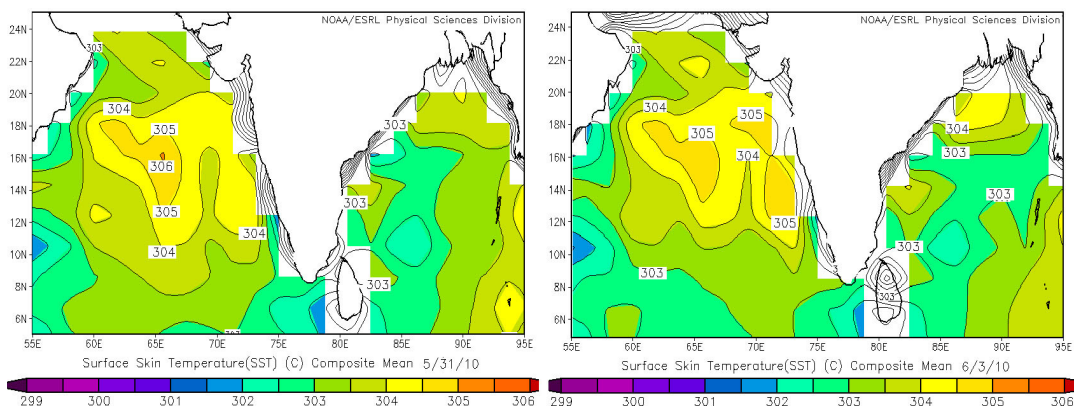 NOAA/ESRL Physical Sciences Division
24N
22N
20N
18N
16N
14N
12N
10N
8N
6N
303
304
305
306
305
304
304
303
303
303
303
303
55E 60E 65E 70E 75E 80E 85E 90E 95E
Surface Skin Temperature(SST) (C) Composite Mean 5/31/10
299 300 301 302 303 304 305 306
NOAA/ESRL Physical Sciences Division
24N
22N
20N
18N
16N
14N
12N
10N
8N
6N
303
304
305
304
305
304
303
303
303
303
303
303
55E 60E 65E 70E 75E 80E 85E 90E 95E
Surface Skin Temperature(SST) (C) Composite Mean 6/3/10
299 300 301 302 303 304 305 306